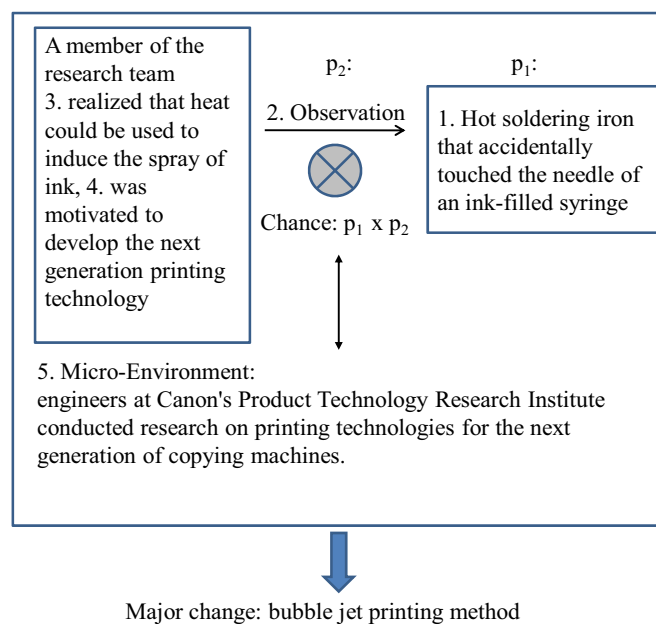 A member of the
research team
3. realized that heat
could be used to
induce the spray of
ink, 4. was
motivated to
develop the next
generation printing
technology
p₂:
2. Observation
Chance: p₁ x p₂
p₁:
1. Hot soldering iron
that accidentally
touched the needle of
an ink-filled syringe
5. Micro-Environment:
engineers at Canon's Product Technology Research Institute
conducted research on printing technologies for the next
generation of copying machines.
Major change: bubble jet printing method